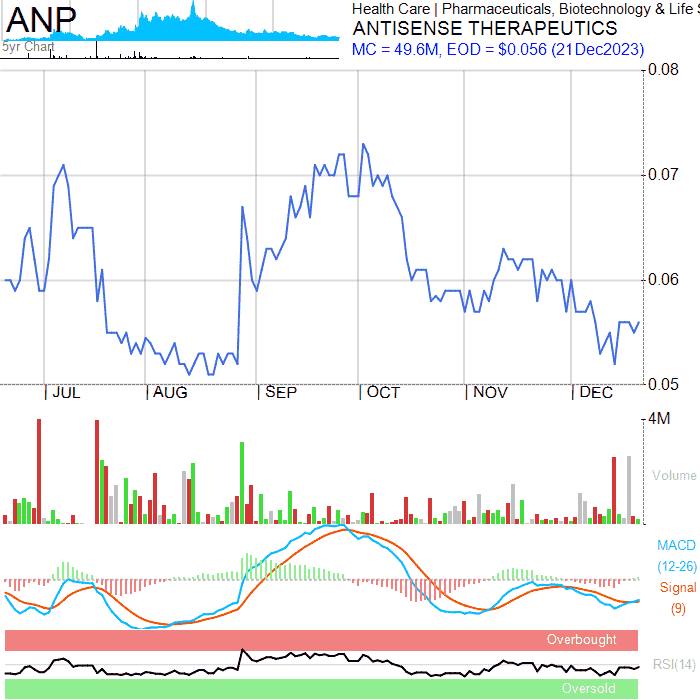 ANP
5yr Chart
Health Care | Pharmaceuticals, Biotechnology & Life S
ANTISENSE THERAPEUTICS
MC = 49.6M, EOD = $0.056 (21Dec2023)
0.08
0.07
0.06
0.05
JUL AUG SEP OCT NOV DEC
4M
Volume
MACD
(12-26)
Signal
(9)
Overbought
RSI(14)
Oversold